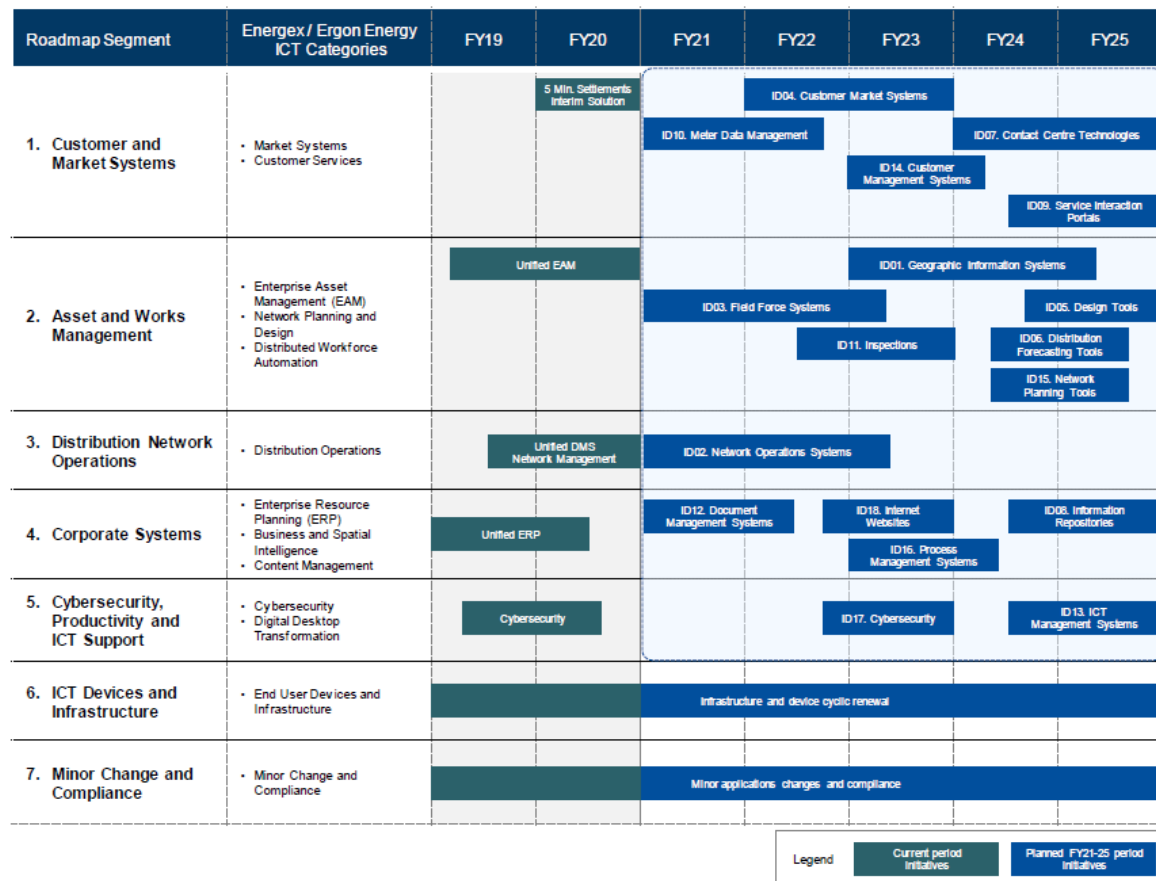 Roadmap Segment
Energex / Ergon Energy
ICT Categories
FY19
FY20
FY21
FY22
FY23
FY24
FY25
1. Customer and
Market Systems
• Market Systems
• Customer Services
5 Min. Settlements
Interim Solution
ID04. Customer Market Systems
ID10. Meter Data Management
ID07. Contact Centre Technologies
ID14. Customer
Management Systems
ID09. Service Interaction
Portals
2. Asset and Works
Management
• Enterprise Asset
Management (EAM)
• Network Planning and
Design
• Distributed Workforce
Automation
Unified EAM
ID01. Geographic Information Systems
ID03. Field Force Systems
ID05. Design Tools
ID11. Inspections
ID06. Distribution
Forecasting Tools
ID15. Network
Planning Tools
3. Distribution Network
Operations
• Distribution Operations
Unified DMS
Network Management
ID02. Network Operations Systems
4. Corporate Systems
• Enterprise Resource
Planning (ERP)
• Business and Spatial
Intelligence
• Content Management
Unified ERP
ID12. Document
Management Systems
ID18. Internet
Websites
ID08. Information
Repositories
ID16. Process
Management Systems
5. Cybersecurity,
Productivity and
ICT Support
• Cybersecurity
• Digital Desktop
Transformation
Cybersecurity
ID17. Cybersecurity
ID13. ICT
Management Systems
6. ICT Devices and
Infrastructure
• End User Devices and
Infrastructure
Infrastructure and device cyclic renewal
7. Minor Change and
Compliance
• Minor Change and
Compliance
Minor applications changes and compliance
Legend
Current period
Initiatives
Planned FY21-25 period
Initiatives